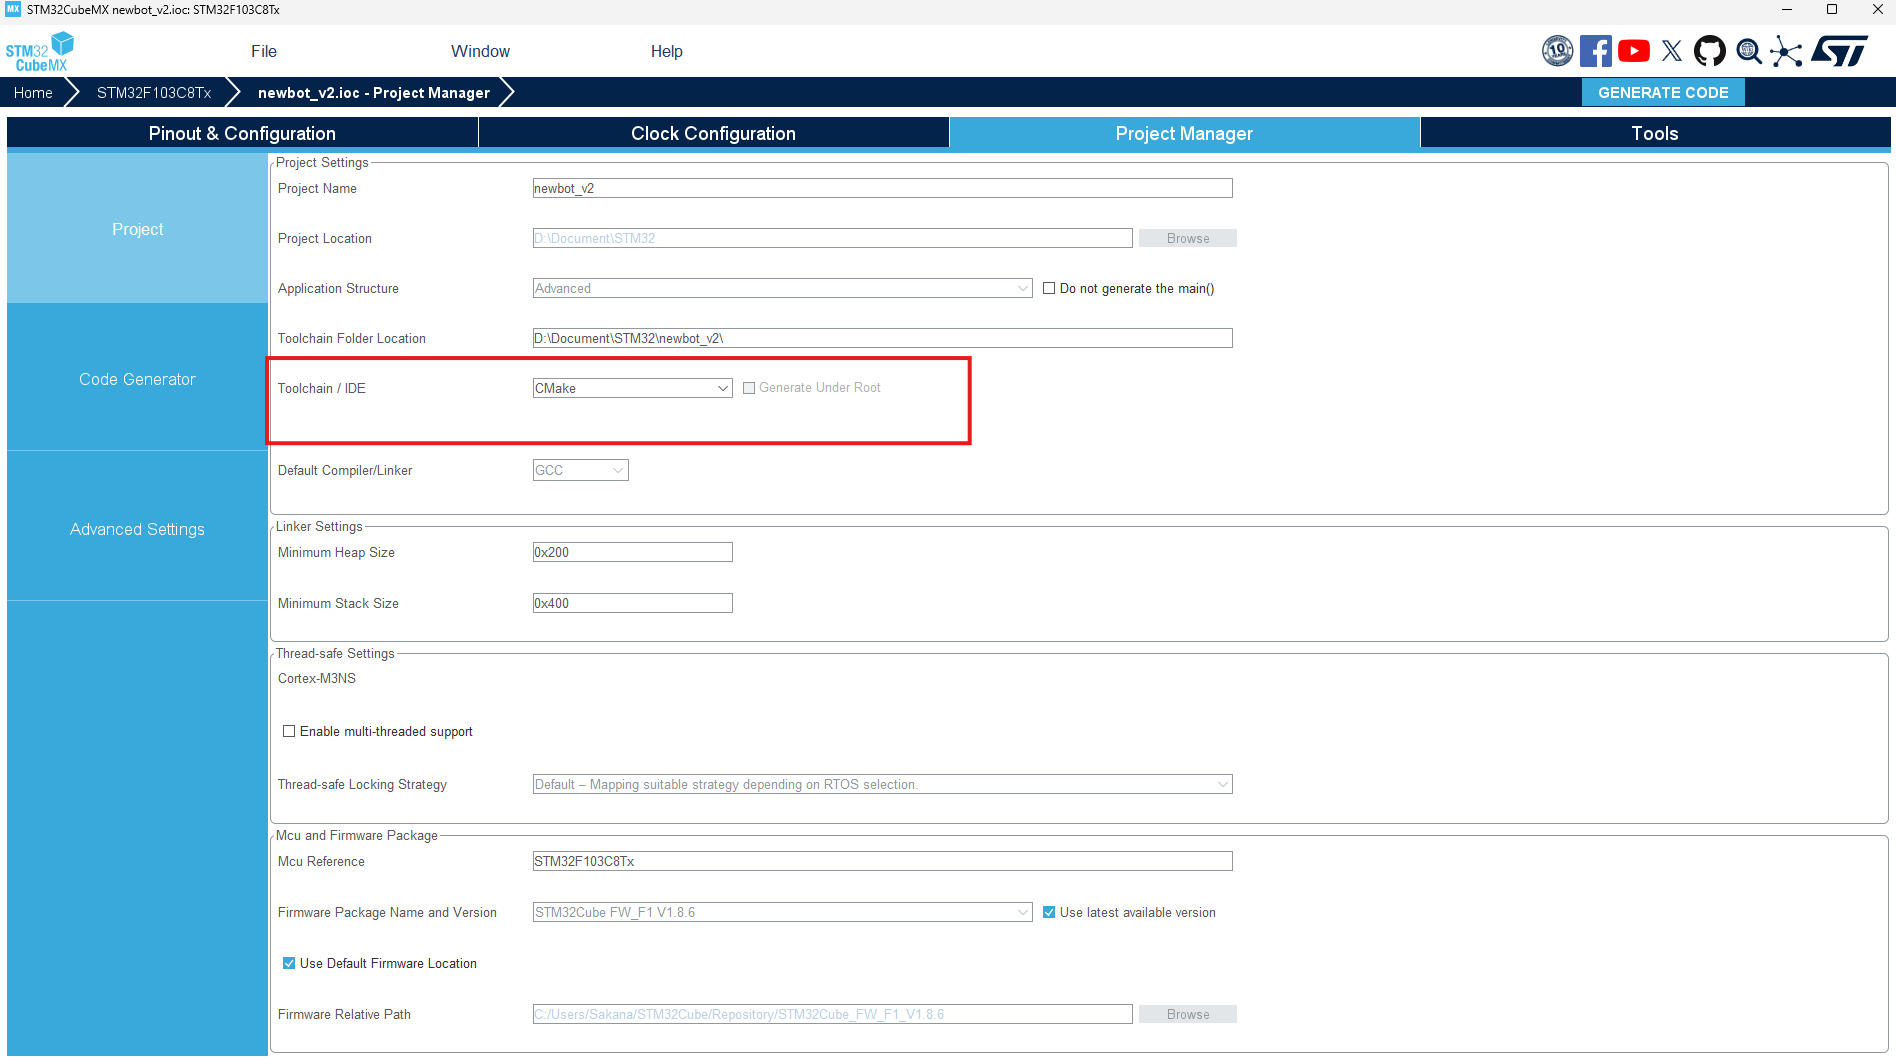 MX STM32CubeMX newbot_v2.ioc: STM32F103C8Tx
STM32 CubeMX
File Window Help
10
Home STM32F103C8Tx newbot_v2.ioc - Project Manager GENERATE CODE
Pinout & Configuration Clock Configuration Project Manager Tools
Project
Code Generator
Advanced Settings
Project Settings
Project Name newbot_v2
Project Location D:\Document\STM32 Browse
Application Structure Advanced Do not generate the main()
Toolchain Folder Location D:\Document\STM32\newbot_v2\
Toolchain / IDE CMake Generate Under Root
Default Compiler/Linker GCC
Linker Settings
Minimum Heap Size 0x200
Minimum Stack Size 0x400
Thread-safe Settings
Cortex-M3NS
Enable multi-threaded support
Thread-safe Locking Strategy Default – Mapping suitable strategy depending on RTOS selection.
Mcu and Firmware Package
Mcu Reference STM32F103C8Tx
Firmware Package Name and Version STM32Cube FW_F1 V1.8.6 Use latest available version
Use Default Firmware Location
Firmware Relative Path C:/Users/Sakana/STM32Cube/Repository/STM32Cube_FW_F1_V1.8.6 Browse